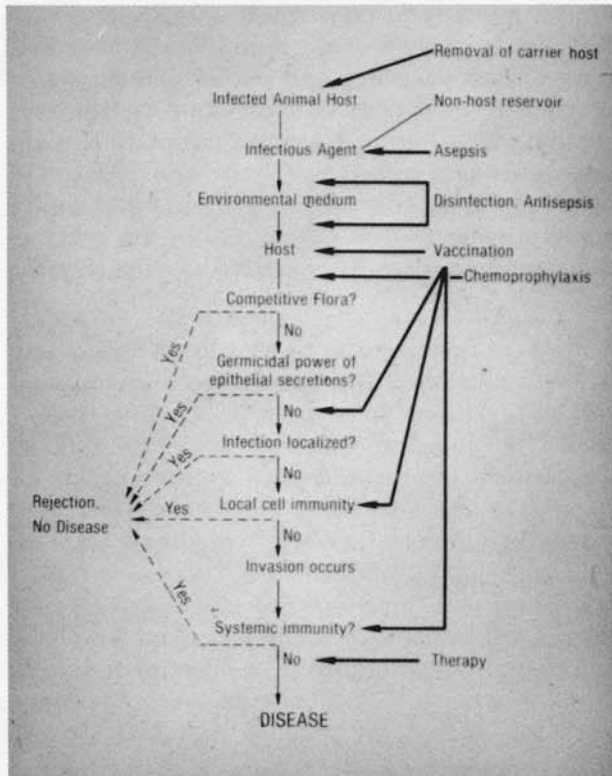 Removal of carrier host
Infected Animal Host
Non-host reservoir
Infectious Agent
Asepsis
Environmental medium
Disinfection, Antisepsis
Host
Vaccination
Chemoprophylaxis
Competitive Flora?
Yes
No
Germicidal power of
epithelial secretions?
Yes
No
Infection localized?
Yes
No
Rejection,
No Disease
Local cell immunity
Yes
No
Invasion occurs
Systemic immunity?
Yes
No
Therapy
DISEASE